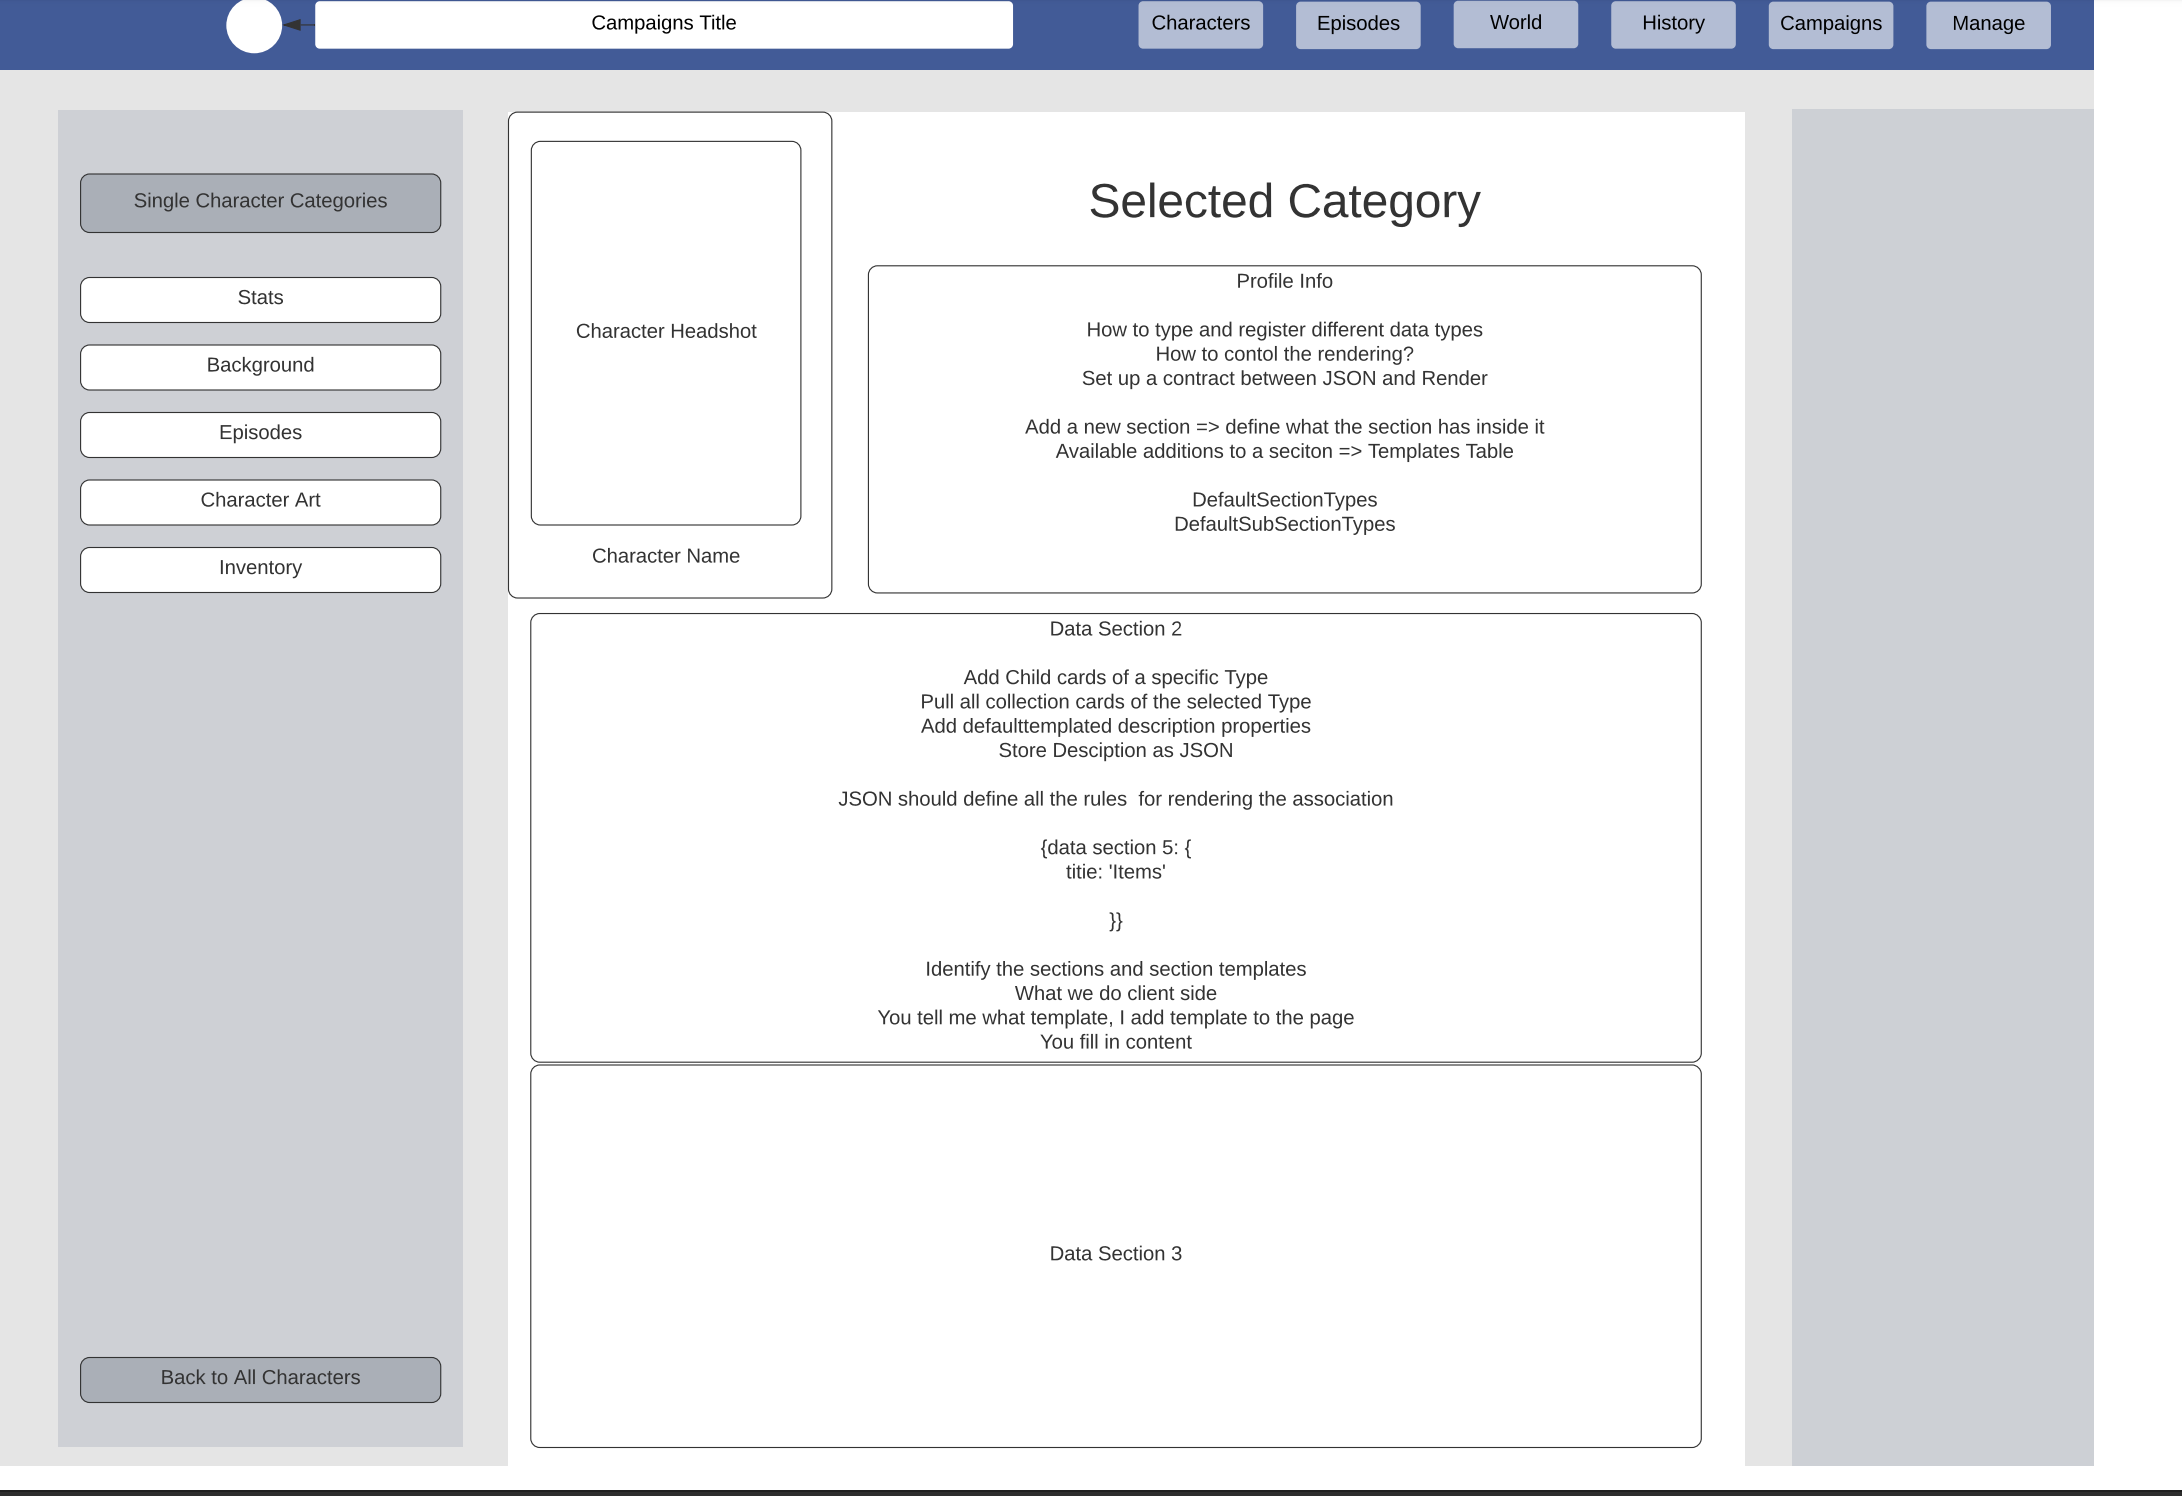 Campaigns Title
Characters
Episodes
World
History
Campaigns
Manage
Single Character Categories
Stats
Background
Episodes
Character Art
Inventory
Back to All Characters
Character Headshot
Character Name
Selected Category
Profile Info
How to type and register different data types
How to contol the rendering?
Set up a contract between JSON and Render
Add a new section => define what the section has inside it
Available additions to a seciton => Templates Table
DefaultSectionTypes
DefaultSubSectionTypes
Data Section 2
Add Child cards of a specific Type
Pull all collection cards of the selected Type
Add defaulttemplated description properties
Store Desciption as JSON
JSON should define all the rules  for rendering the association
{data section 5: {
titie: 'Items'
}}
Identify the sections and section templates
What we do client side
You tell me what template, I add template to the page
You fill in content
Data Section 3